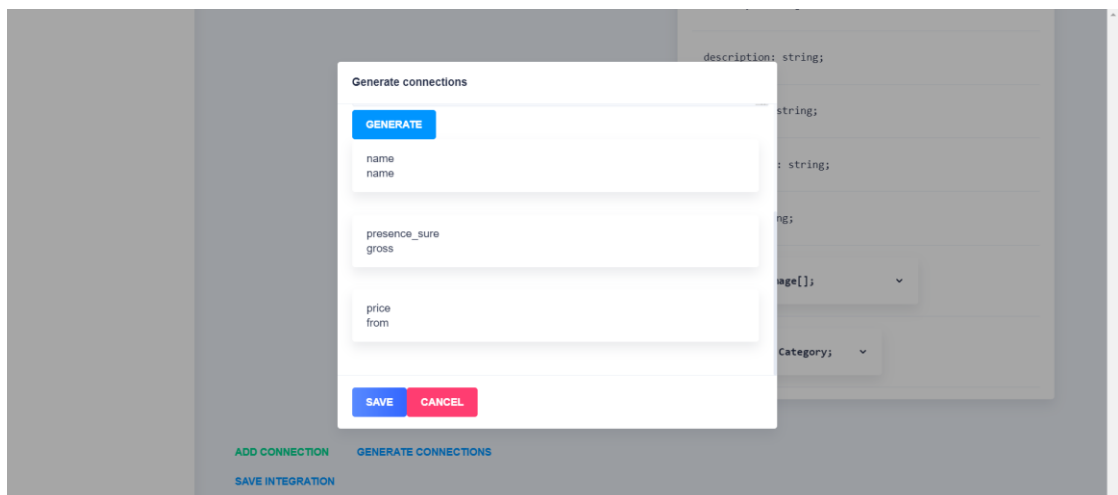 description: string;
Generate connections
string;
GENERATE
name
name
: string;
presence_sure
gross
ng;
mage[];
price
from
Category;
SAVE
CANCEL
ADD CONNECTION
GENERATE CONNECTIONS
SAVE INTEGRATION